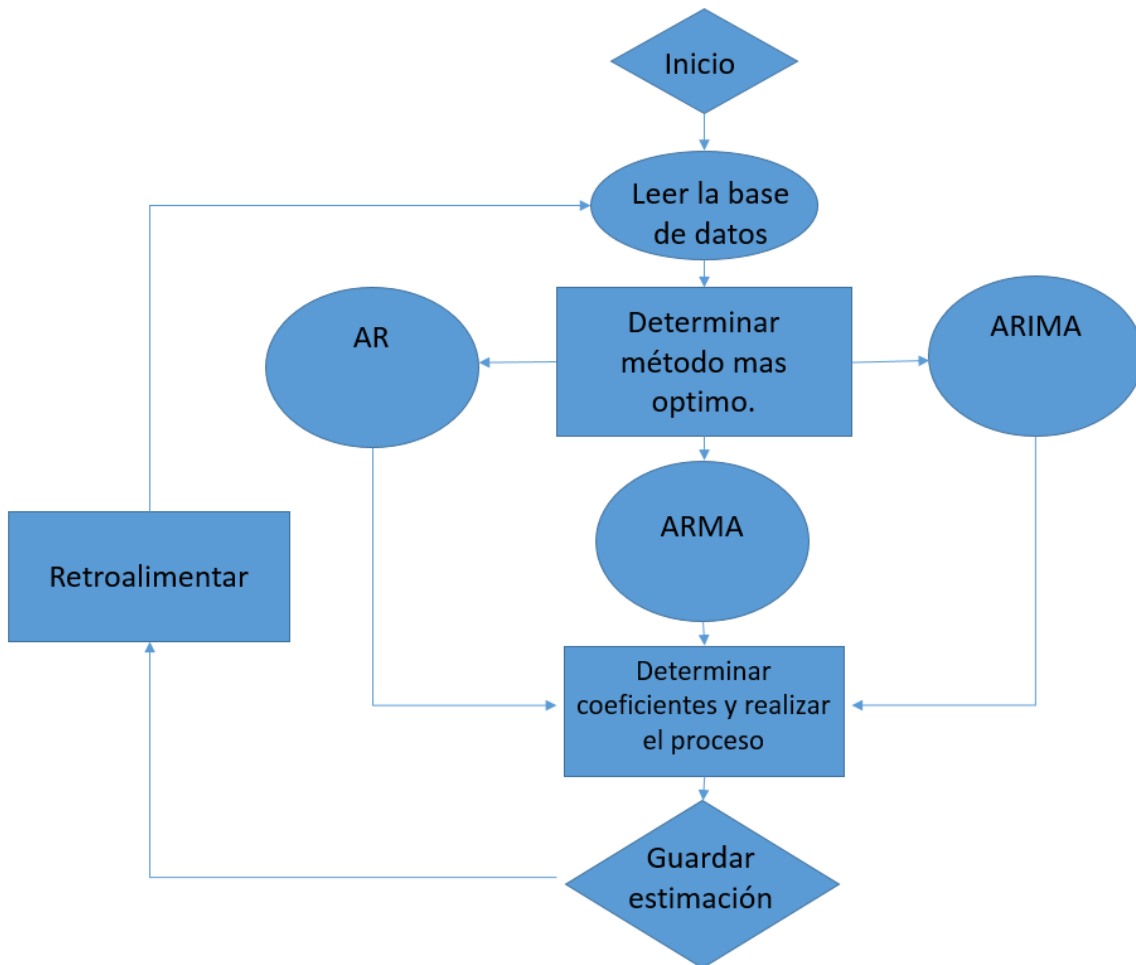 Inicio
Leer la base
de datos
AR
Determinar
método mas
optimo.
ARIMA
ARMA
Retroalimentar
Determinar
coeficientes y realizar
el proceso
Guardar
estimación